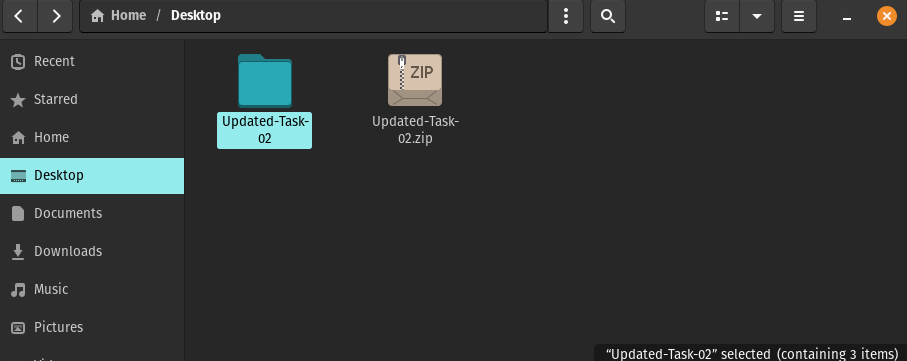 Home / Desktop
Recent
Starred
Home
Desktop
Documents
Downloads
Music
Pictures
Updated-Task-
02
ZIP
Updated-Task-
02.zip
“Updated-Task-02” selected (containing 3 items)